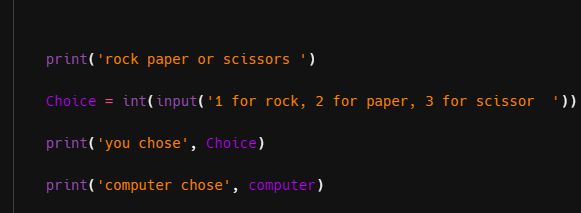 print('rock paper or scissors ')
Choice = int(input('1 for rock, 2 for paper, 3 for scissor  '))
print('you chose', Choice)
print('computer chose', computer)